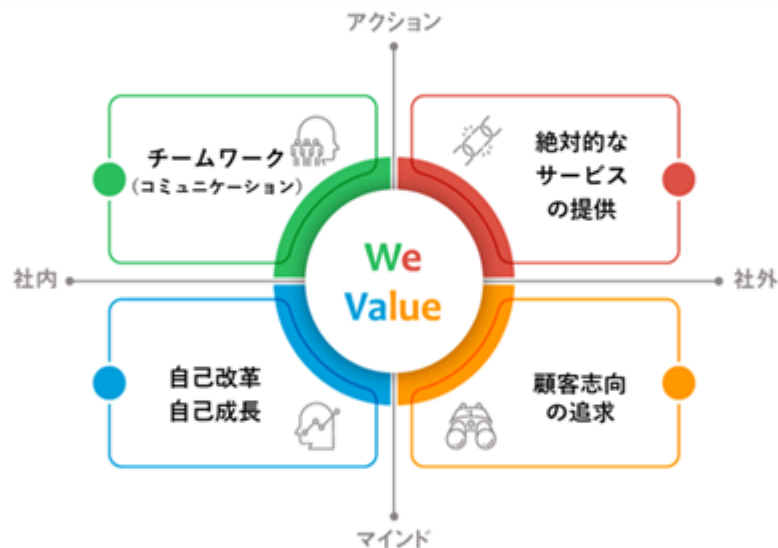 アクション
チームワーク
(コミュニケーション)
絶対的な
サービス
の提供
社内
We
Value
社外
自己改革
自己成長
顧客志向
の追求
マインド